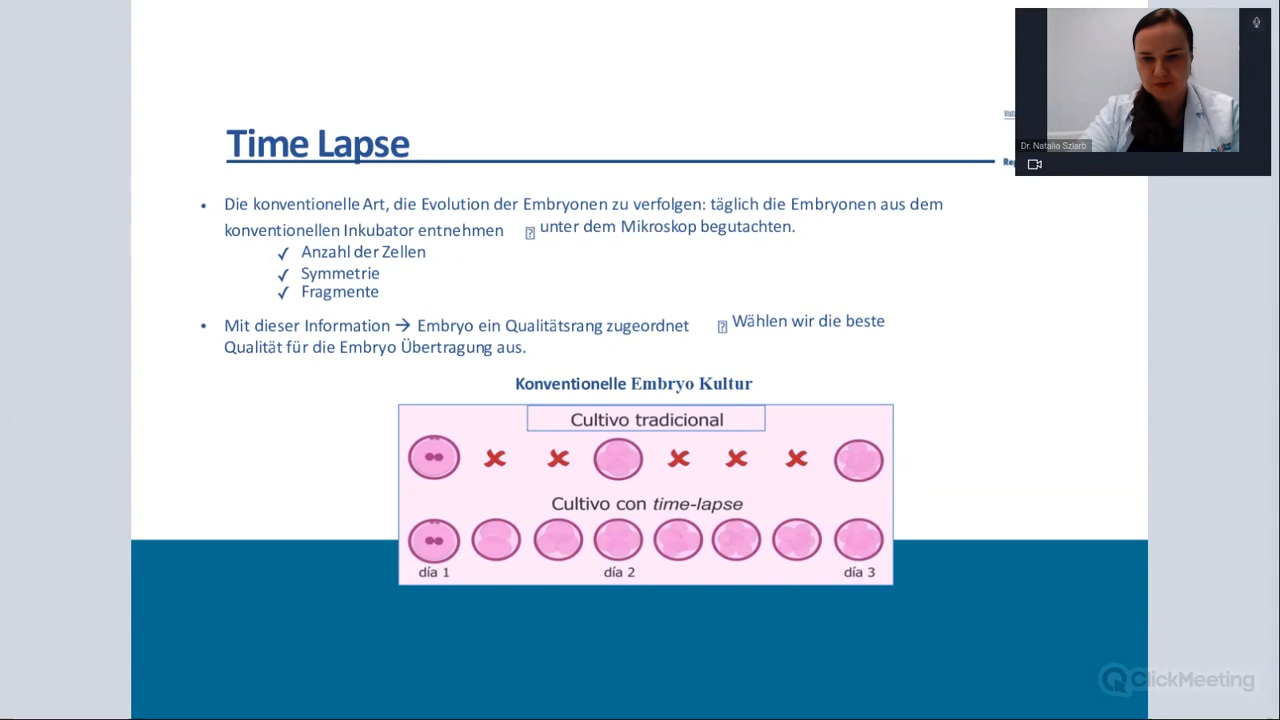 Time Lapse
Dr. Natalia Szlarb
• Die konventionelle Art, die Evolution der Embryonen zu verfolgen: täglich die Embryonen aus dem
konventionellen Inkubator entnehmen unter dem Mikroskop begutachten.
✓ Anzahl der Zellen
✓ Symmetrie
✓ Fragmente
• Mit dieser Information → Embryo ein Qualitätsrang zugeordnet Wählen wir die beste
Qualität für die Embryo Übertragung aus.
Konventionelle Embryo Kultur
Cultivo tradicional
Cultivo con time-lapse
día 1 día 2 día 3
ClickMeeting